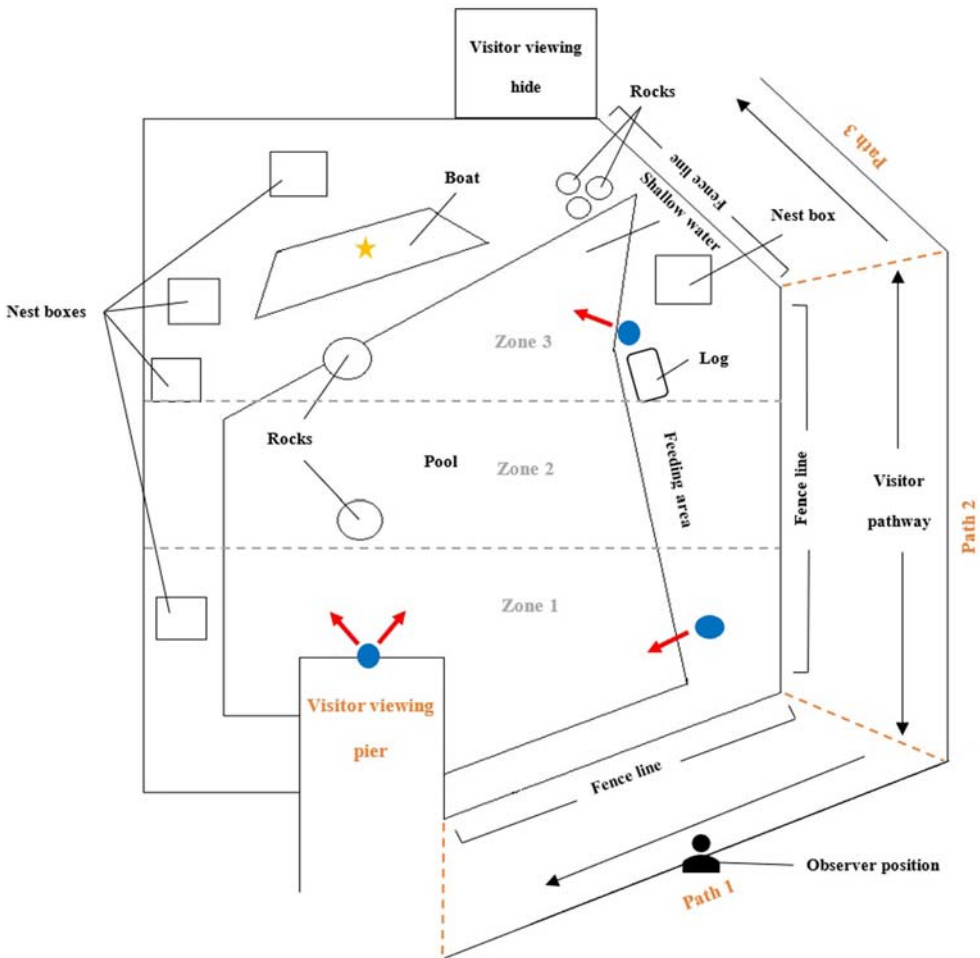 Visitor viewing
hide
Rocks
Path 3
Fence line
Shallow water
Boat
Nest box
Nest boxes
Zone 3
Log
Rocks
Pool
Zone 2
Feeding area
Fence line
Visitor
pathway
Path 2
Zone 1
Visitor viewing
pier
Fence line
Observer position
Path 1